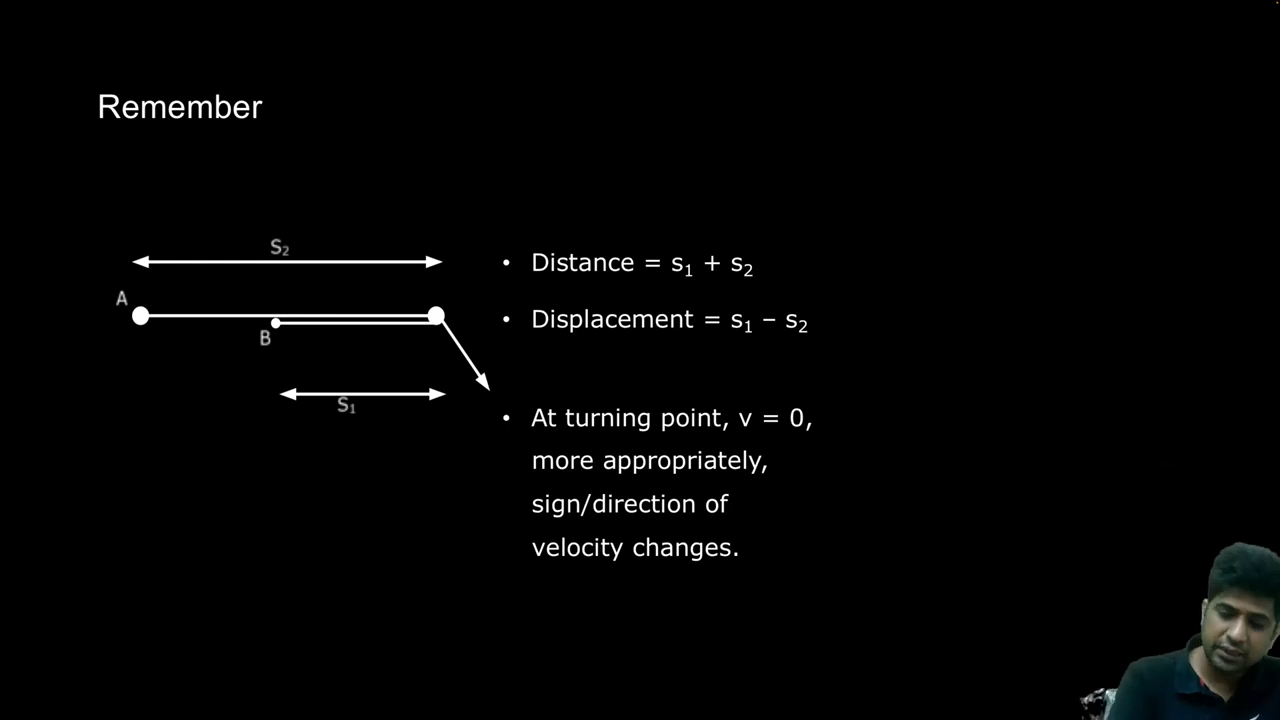 Remember
S₂
A
B
S₁
• Distance = s₁ + s₂
• Displacement = s₁ – s₂
• At turning point, v = 0,
more appropriately,
sign/direction of
velocity changes.